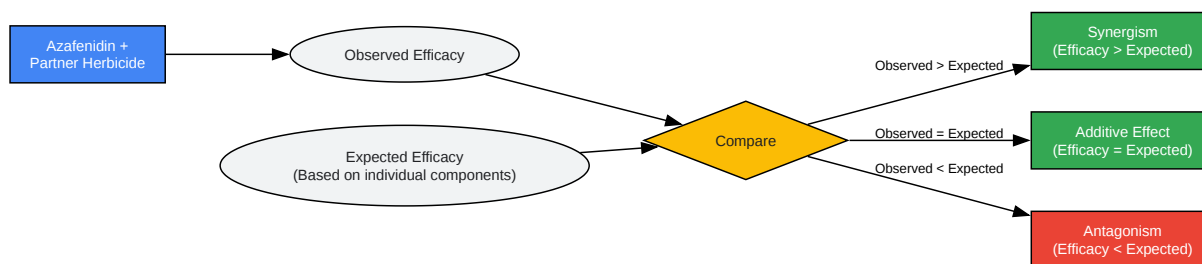 Azafenidin +
Partner Herbicide
Observed Efficacy
Expected Efficacy
(Based on individual components)
Compare
Observed > Expected
Observed = Expected
Observed < Expected
Synergism
(Efficacy > Expected)
Additive Effect
(Efficacy = Expected)
Antagonism
(Efficacy < Expected)